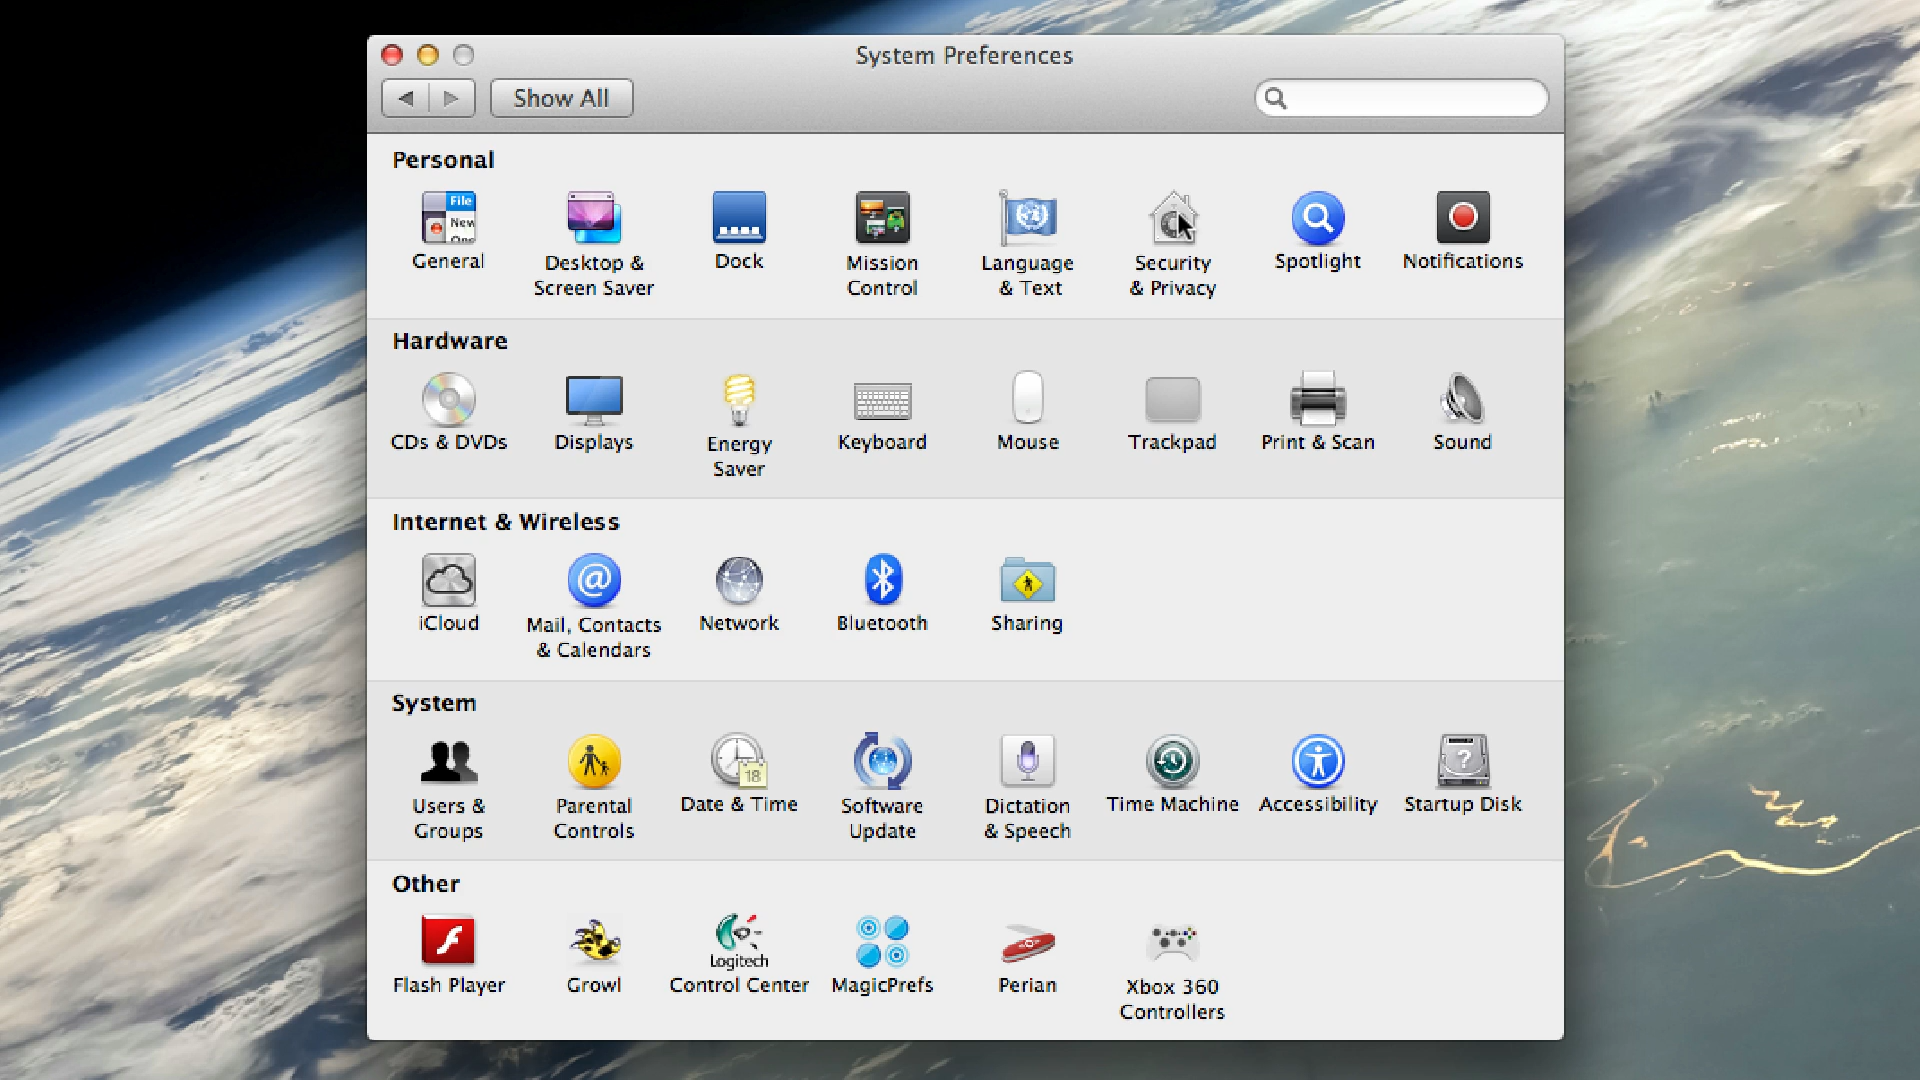 System Preferences
Show All
Personal
File
New
General
Desktop &
Screen Saver
Dock
Mission
Control
Language
& Text
Security
& Privacy
Spotlight
Notifications
Hardware
CDs & DVDs
Displays
Energy
Saver
Keyboard
Mouse
Trackpad
Print & Scan
Sound
Internet & Wireless
iCloud
@
Mail, Contacts
& Calendars
Network
Bluetooth
Sharing
System
18
?
Users &
Groups
Parental
Controls
Date & Time
Software
Update
Dictation
& Speech
Time Machine
Accessibility
Startup Disk
Other
Logitech
Flash Player
Growl
Control Center
MagicPrefs
Perian
Xbox 360
Controllers